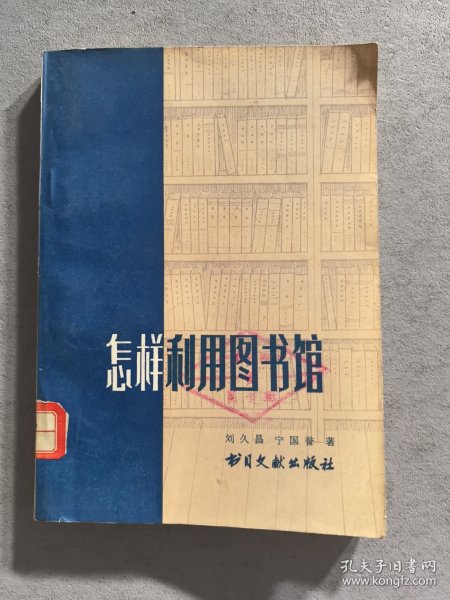 怎样利用图书馆
刘久昌 宁国誉 著
书目文献出版社
孔夫子旧书网
www.kongfz.com